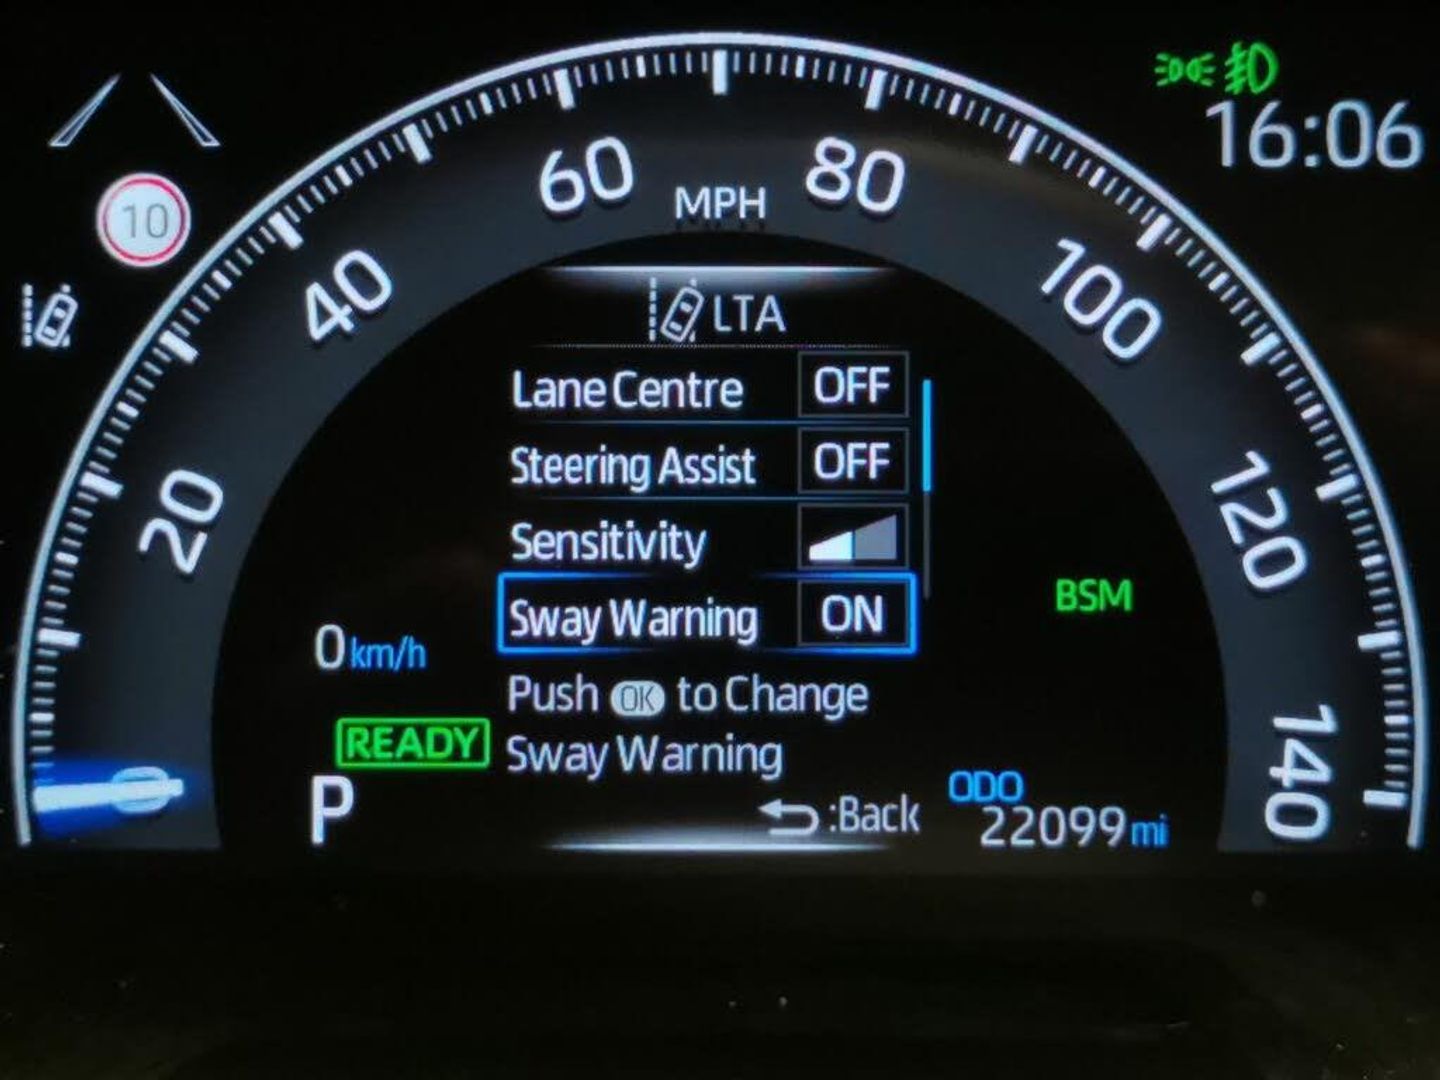 16:06
10
20
40
60
MPH
80
100
120
140
LTA
Lane Centre OFF
Steering Assist OFF
Sensitivity
Sway Warning ON
Push OK to Change
Sway Warning
:Back
0 km/h
READY
P
BSM
ODO
22099 mi